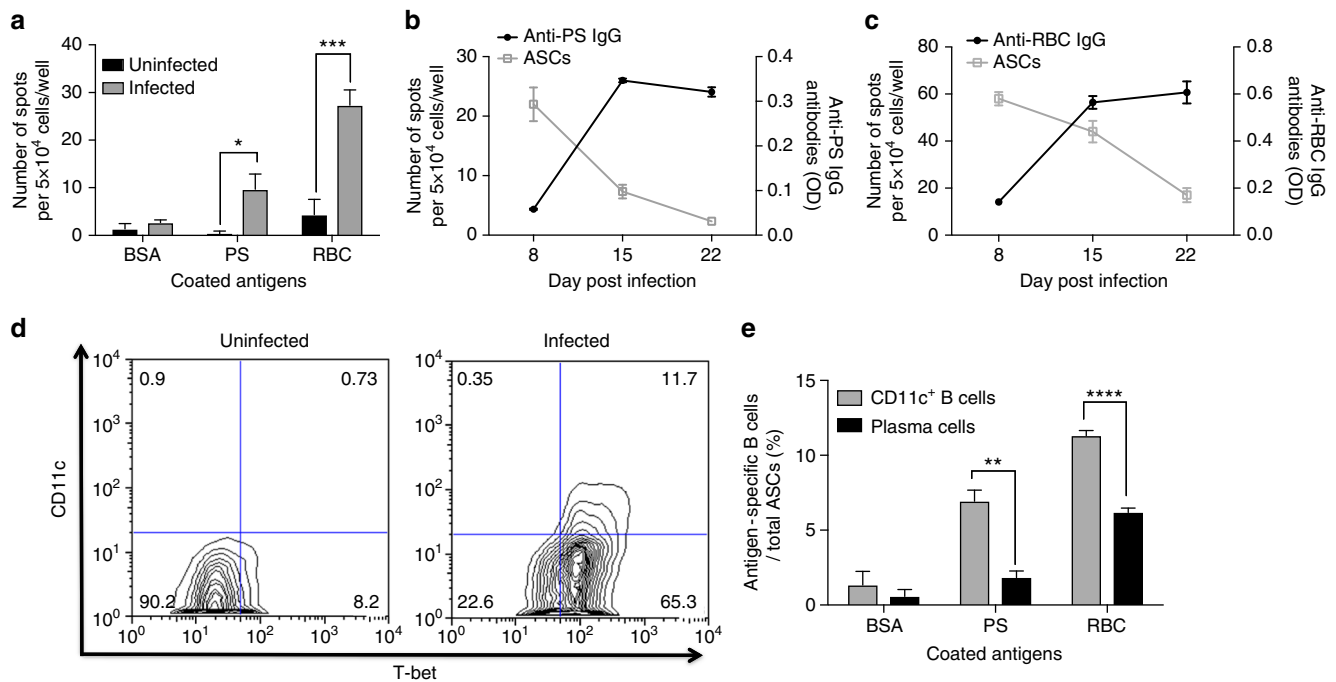 a
Number of spots
per 5×10⁴ cells/well
40
30
20
10
0
Uninfected
Infected
*
***
BSA
PS
RBC
Coated antigens
b
Anti-PS IgG
ASCs
Number of spots
per 5×10⁴ cells/well
30
20
10
0
0.4
0.3
0.2
0.1
0.0
Anti-PS IgG
antibodies (OD)
8
15
22
Day post infection
c
Anti-RBC IgG
ASCs
Number of spots
per 5×10⁴ cells/well
80
60
40
20
0
0.8
0.6
0.4
0.2
0.0
Anti-RBC IgG
antibodies (OD)
8
15
22
Day post infection
d
Uninfected
Infected
CD11c
10⁴
10³
10²
10¹
10⁰
0.9
0.73
90.2
8.2
10⁰
10¹
10²
10³
10⁴
10⁴
10³
10²
10¹
10⁰
0.35
11.7
22.6
65.3
10⁰
10¹
10²
10³
10⁴
T-bet
e
Antigen-specific B cells
/ total ASCs (%)
15
10
5
0
CD11c⁺ B cells
Plasma cells
**
****
BSA
PS
RBC
Coated antigens